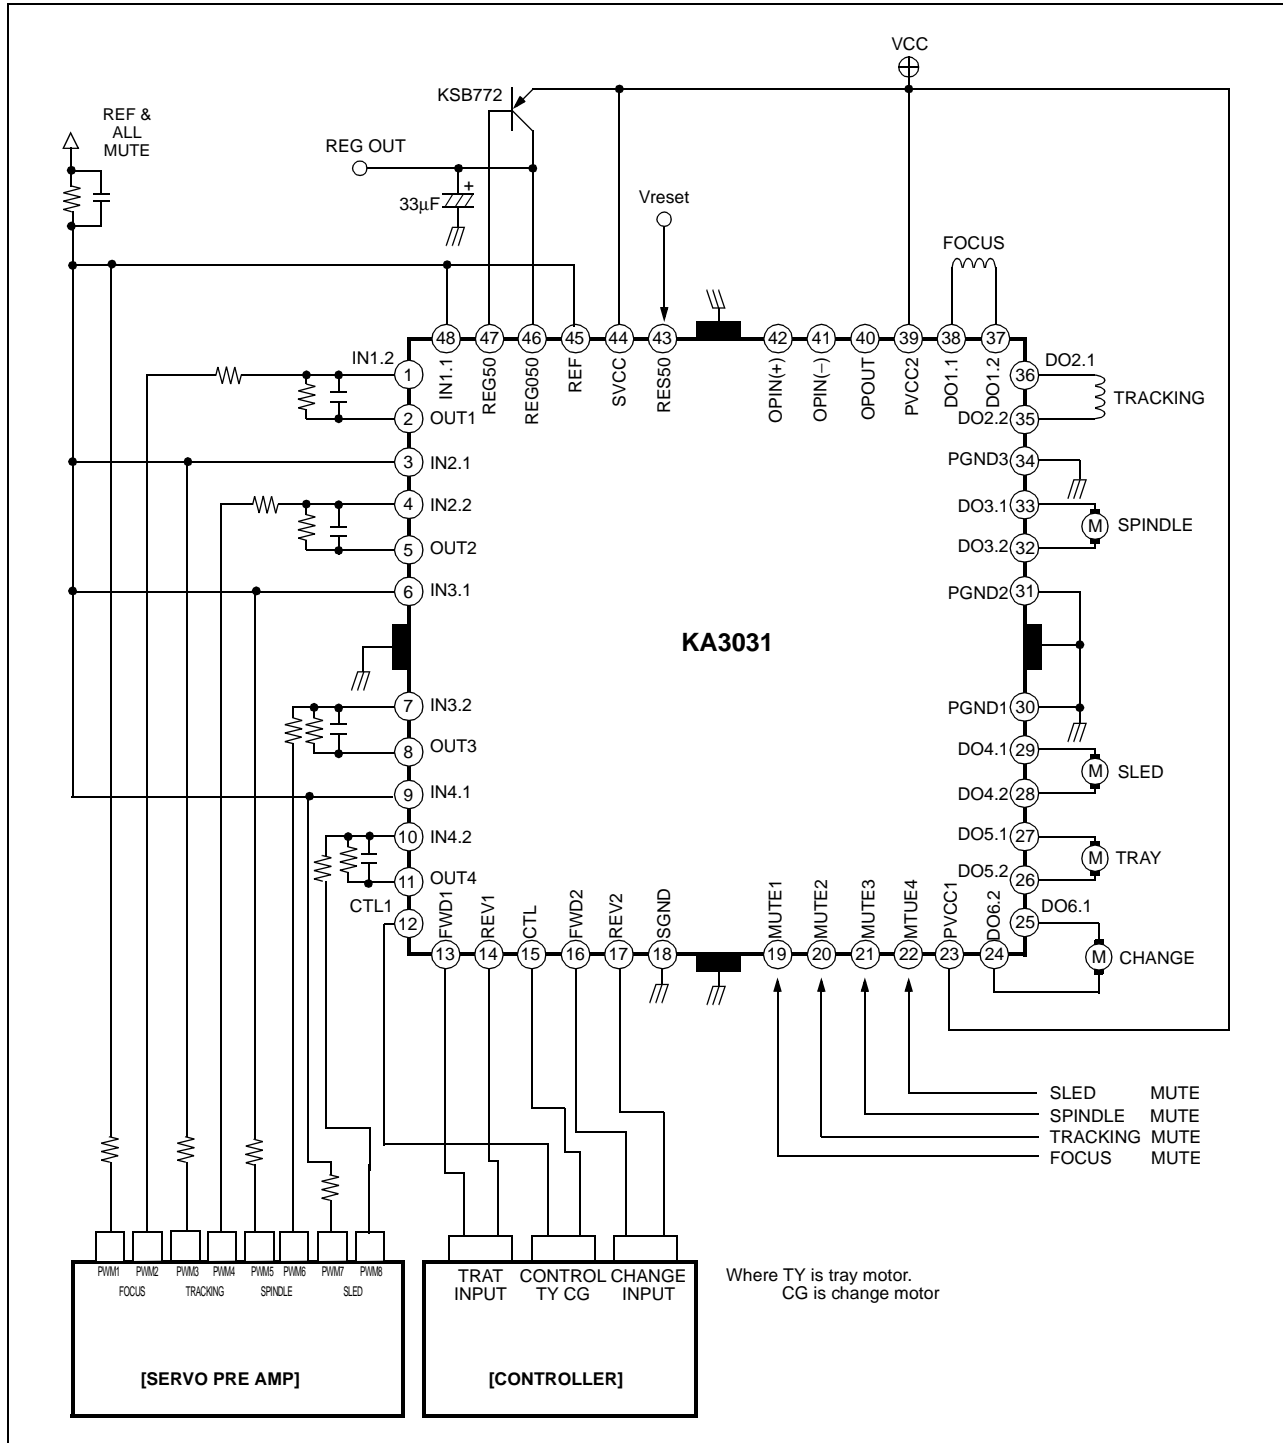 VCC
KSB772
REF &
ALL
MUTE
REG OUT
+
33µF
Vreset
FOCUS
48
47
46
45
44
43
42
41
40
39
38
37
IN1.1
REG50
REG050
REF
SVCC
RES50
OPIN(+)
OPIN(−)
OPOUT
PVCC2
DO1.1
DO1.2
IN1.2
1
2
OUT1
3
IN2.1
4
IN2.2
5
OUT2
6
IN3.1
7
IN3.2
8
OUT3
9
IN4.1
10
IN4.2
11
OUT4
CTL1
12
KA3031
DO2.1
36
TRACKING
DO2.2
35
PGND3
34
DO3.1
33
M
SPINDLE
DO3.2
32
PGND2
31
PGND1
30
DO4.1
29
M
SLED
DO4.2
28
DO5.1
27
M
TRAY
DO5.2
26
25
DO6.1
M
CHANGE
FWD1
REV1
CTL
FWD2
REV2
SGND
MUTE1
MUTE2
MUTE3
MTUE4
PVCC1
DO6.2
13
14
15
16
17
18
19
20
21
22
23
24
SLED MUTE
SPINDLE MUTE
TRACKING MUTE
FOCUS MUTE
PWM1 PWM2 PWM3 PWM4 PWM5 PWM6 PWM7 PWM8
FOCUS TRACKING SPINDLE SLED
[SERVO PRE AMP]
TRAT
INPUT
CONTROL
TY CG
CHANGE
INPUT
[CONTROLLER]
Where TY is tray motor.
CG is change motor